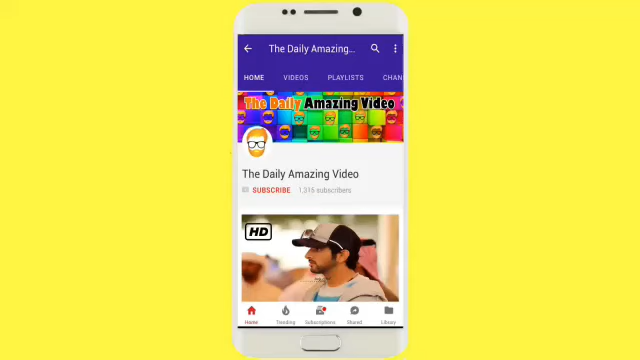 The Daily Amazing...
HOME VIDEOS PLAYLISTS CHAN
The Daily Amazing Video
The Daily Amazing Video
SUBSCRIBE 1,316 subscribers
HD
Home Trending Subscriptions Shared Library